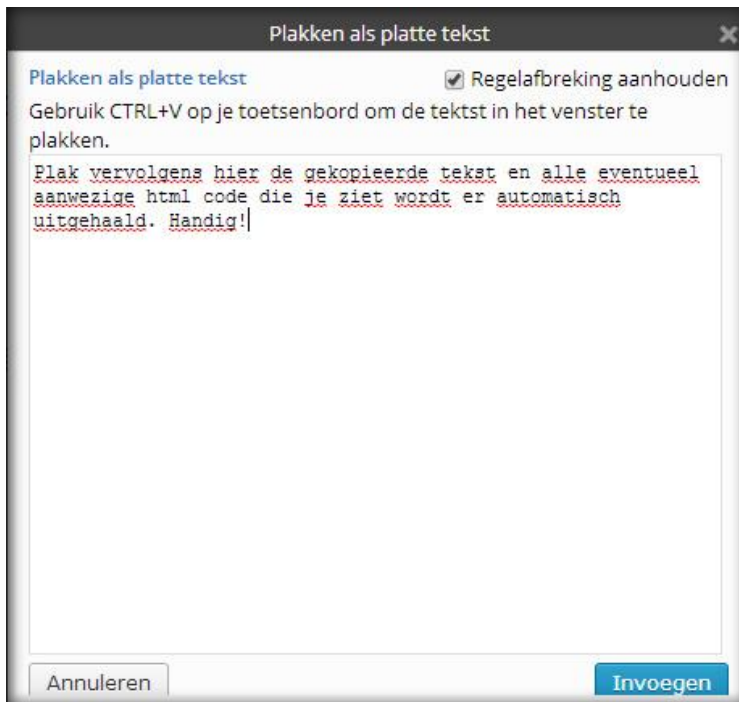 Plakken als platte tekst
Plakken als platte tekst Regelafbreking aanhouden
Gebruik CTRL+V op je toetsenbord om de tektst in het venster te
plakken.
Plak vervolgens hier de gekopieerde tekst en alle eventueel
aanwezige html code die je ziet wordt er automatisch
uitgehaald. Handig!
Annuleren Invoegen